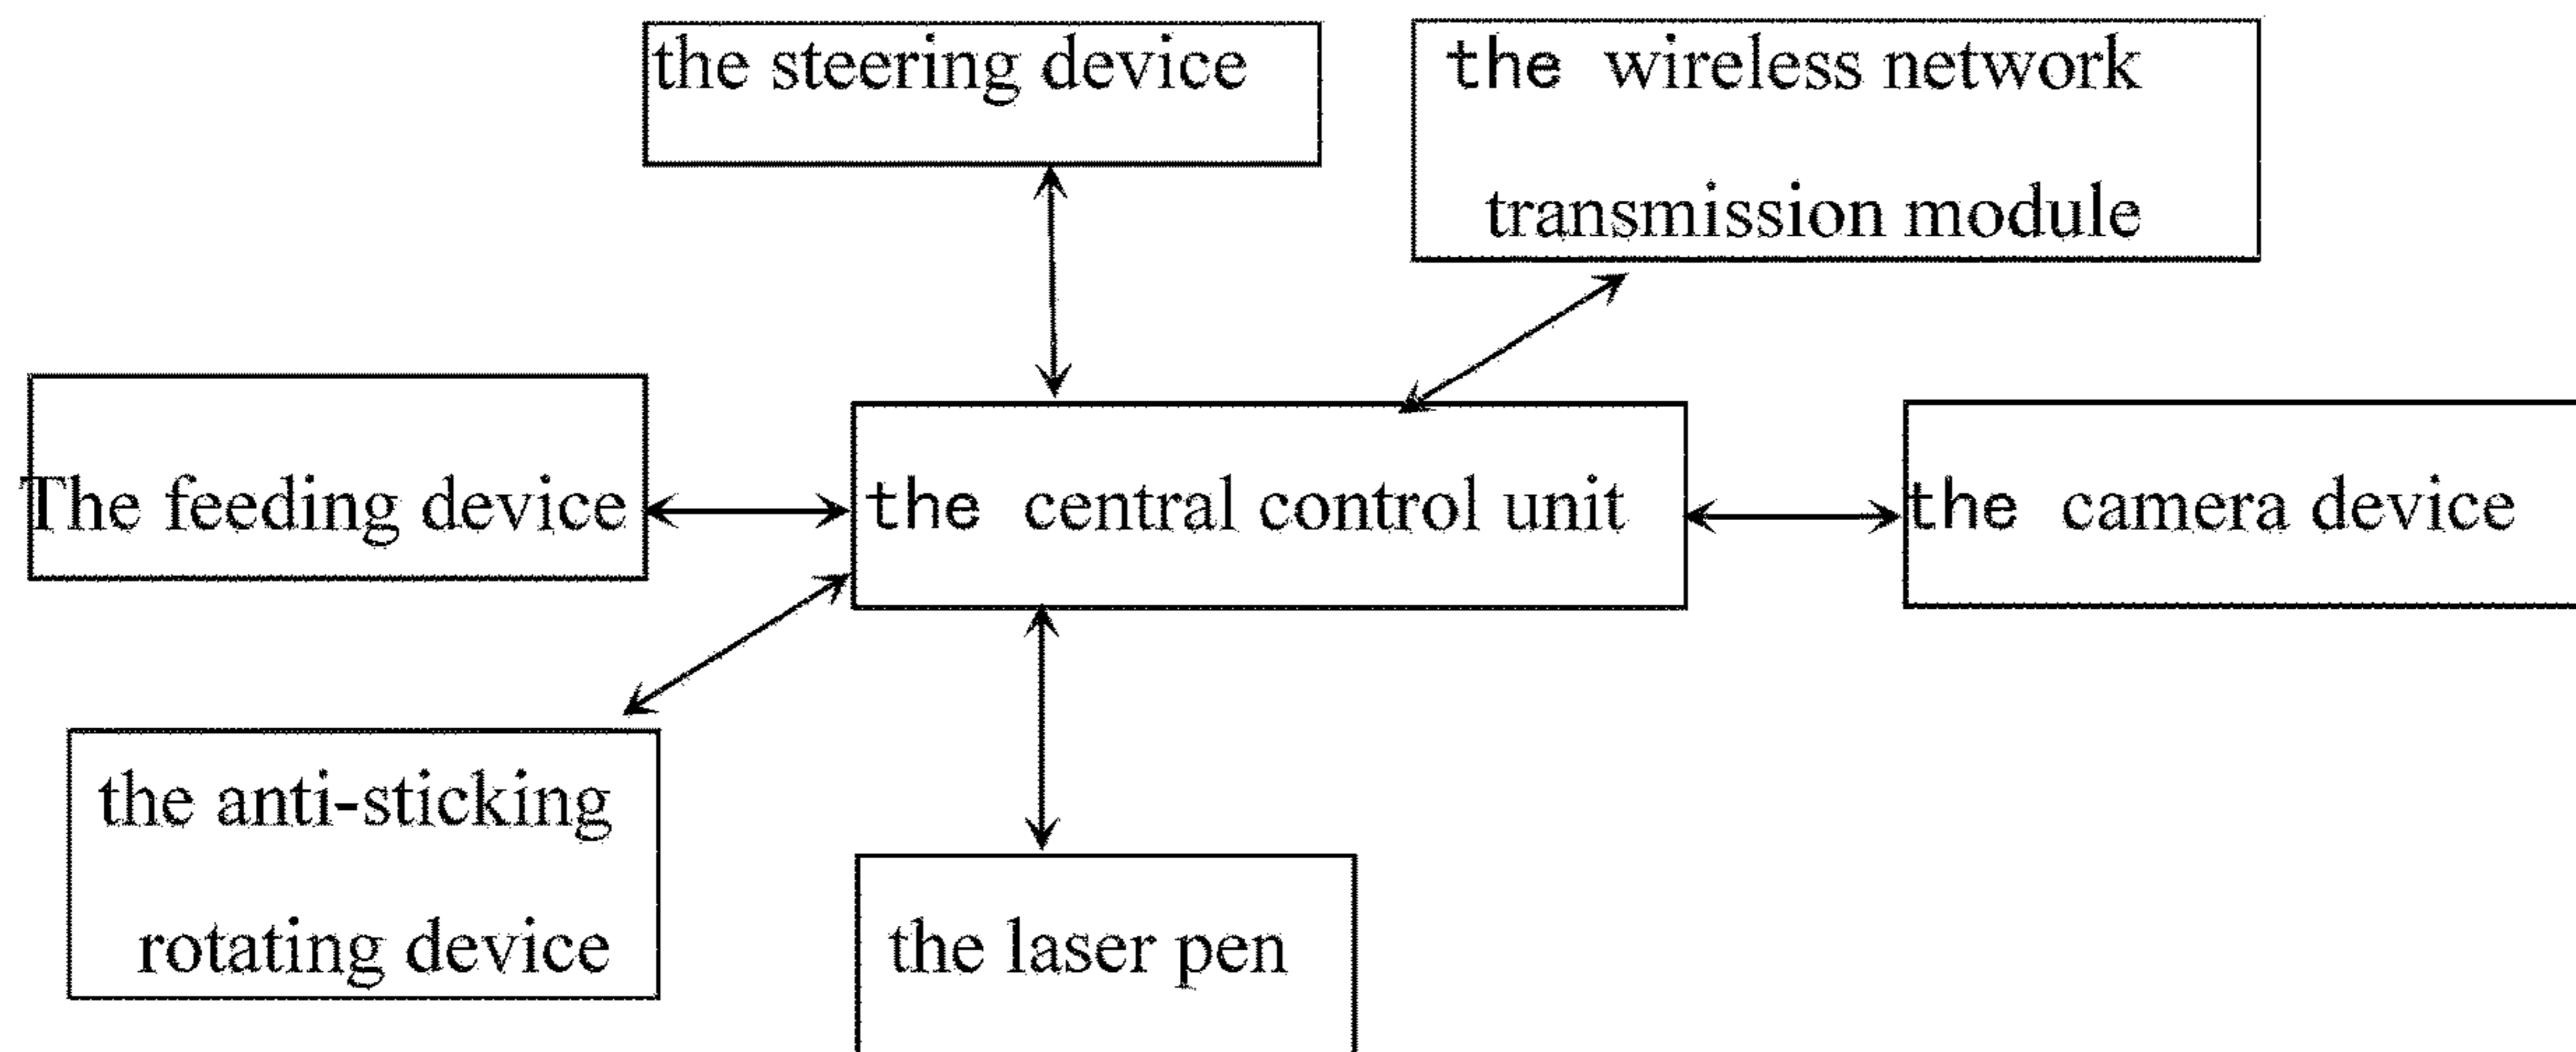 the steering device
the wireless network
transmission module
The feeding device
the central control unit
the camera device
the anti-sticking
rotating device
the laser pen